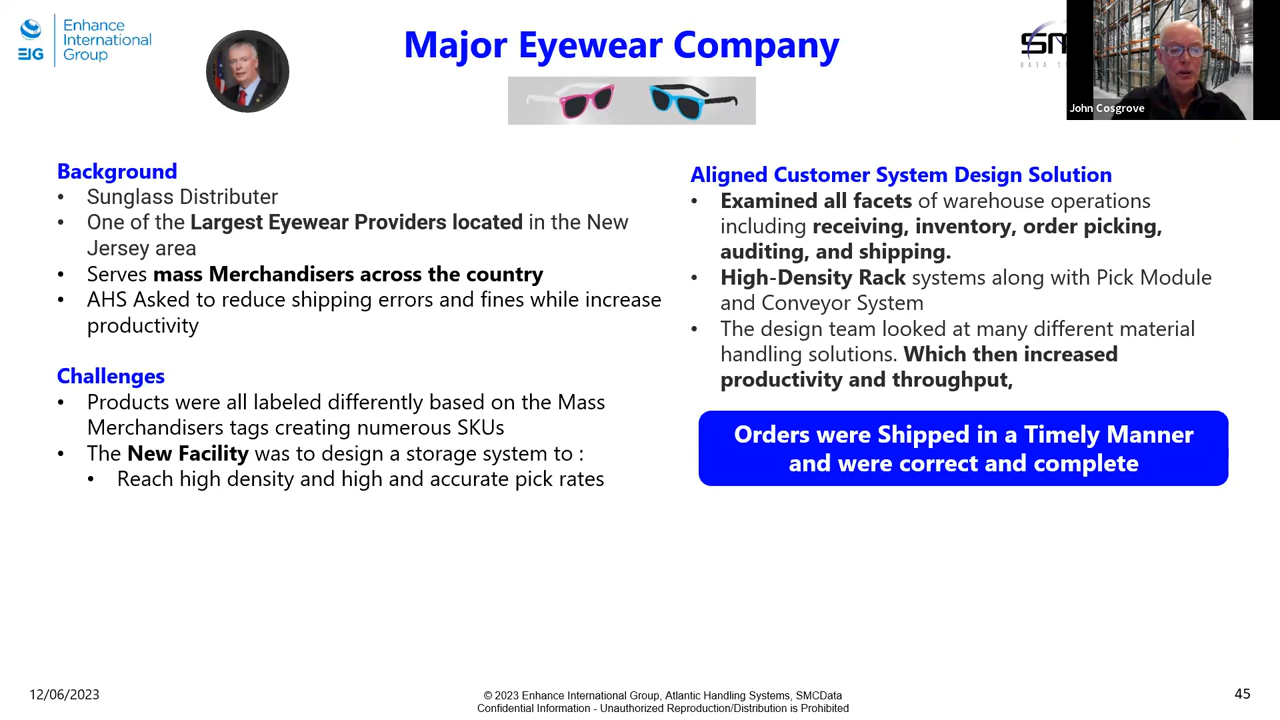 Enhance
International
Group
EIG
Major Eyewear Company
John Cosgrove
Background
• Sunglass Distributer
• One of the Largest Eyewear Providers located in the New
Jersey area
• Serves mass Merchandisers across the country
• AHS Asked to reduce shipping errors and fines while increase
productivity
Challenges
• Products were all labeled differently based on the Mass
Merchandisers tags creating numerous SKUs
• The New Facility was to design a storage system to :
• Reach high density and high and accurate pick rates
Aligned Customer System Design Solution
• Examined all facets of warehouse operations
including receiving, inventory, order picking,
auditing, and shipping.
• High-Density Rack systems along with Pick Module
and Conveyor System
• The design team looked at many different material
handling solutions. Which then increased
productivity and throughput,
Orders were Shipped in a Timely Manner
and were correct and complete
12/06/2023
© 2023 Enhance International Group, Atlantic Handling Systems, SMCData
Confidential Information - Unauthorized Reproduction/Distribution is Prohibited
45